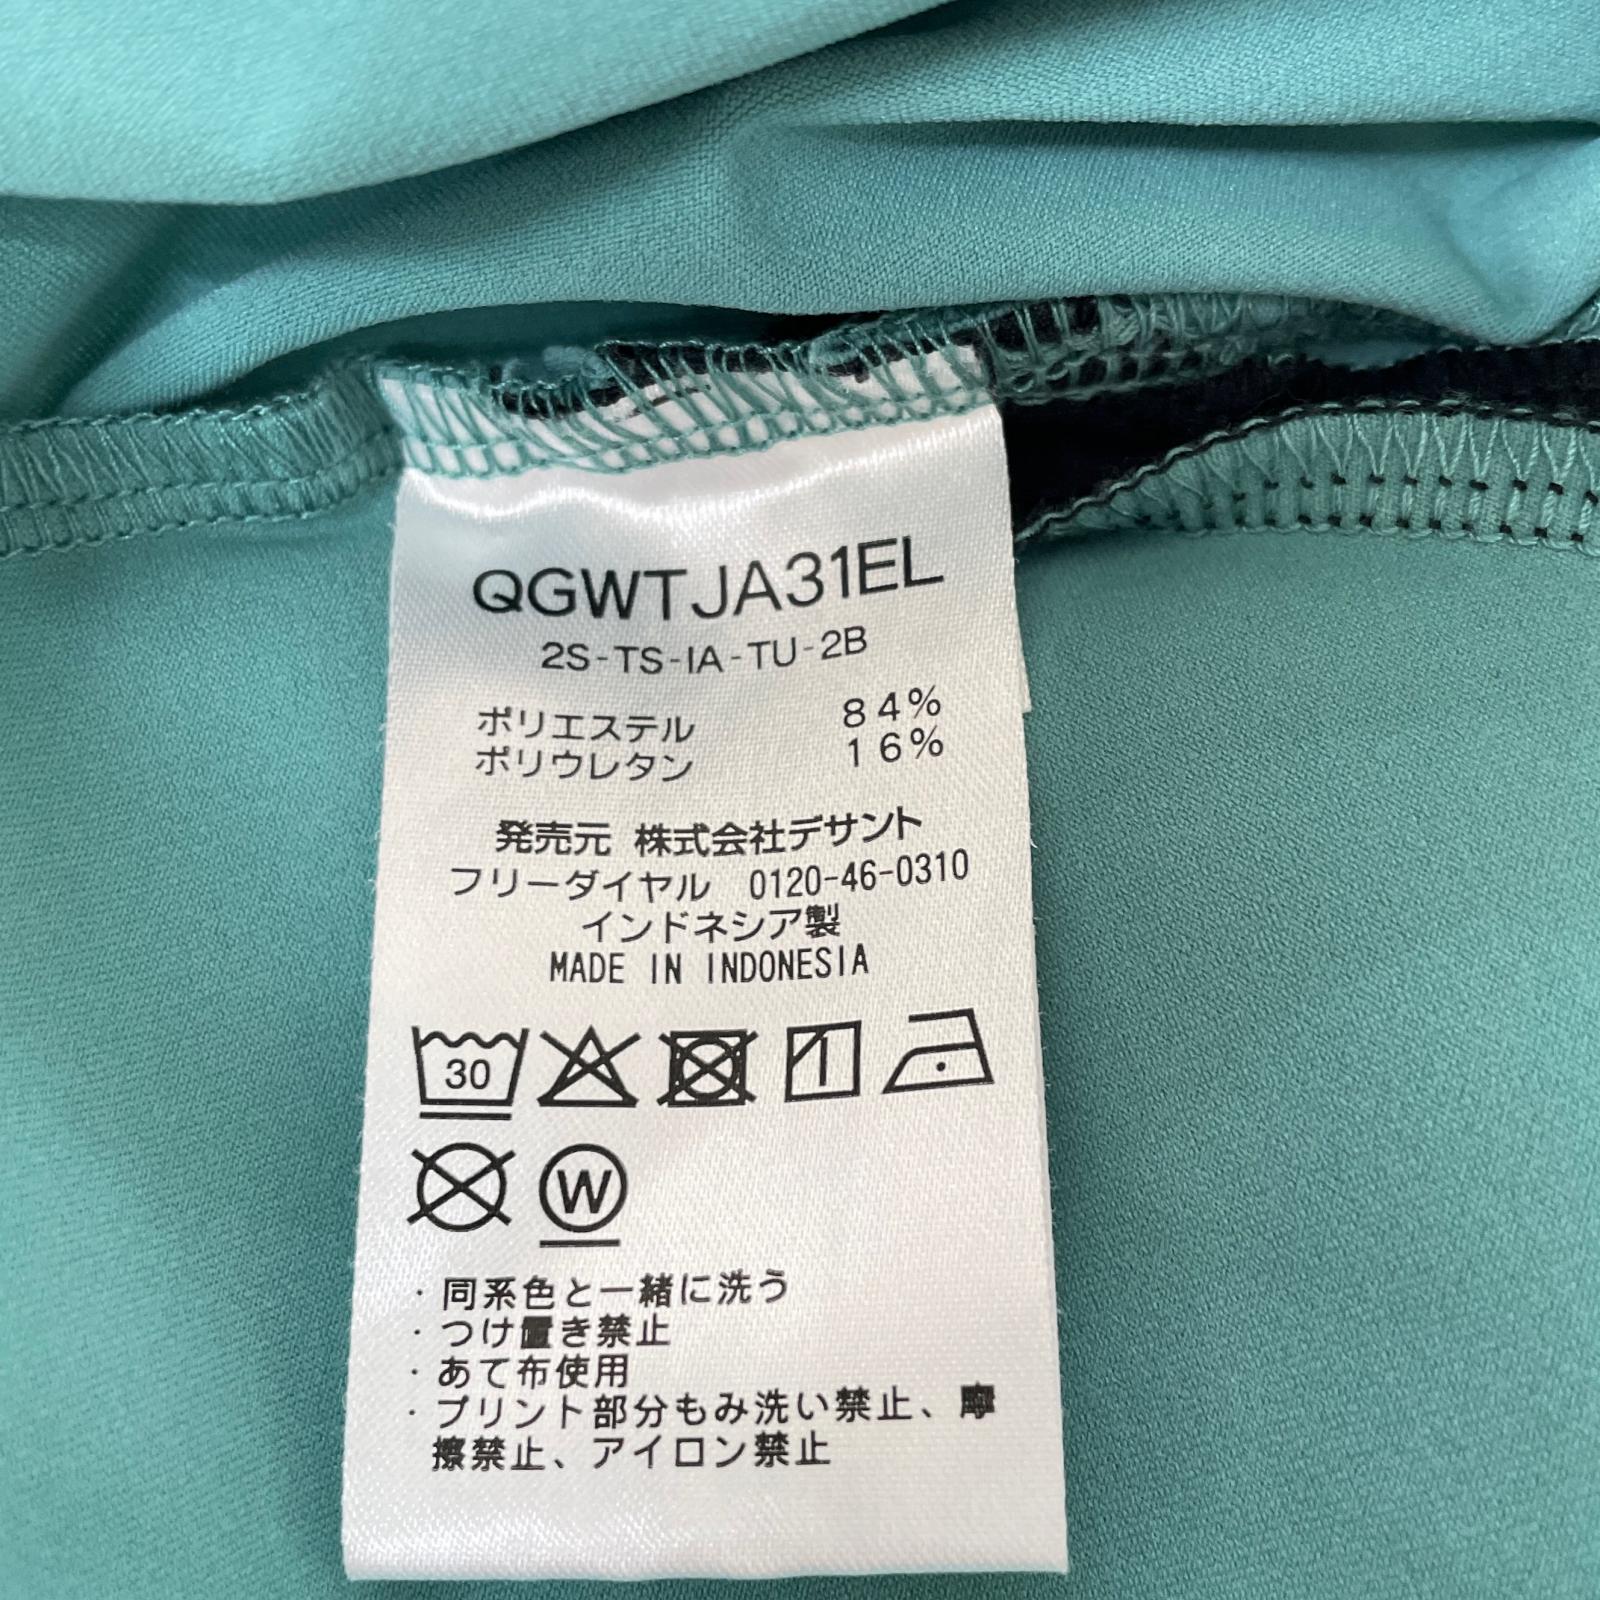 QGWTJA31EL
2S-TS-IA-TU-2B
ポリエステル 84%
ポリウレタン 16%
発売元 株式会社デサント
フリーダイヤル 0120-46-0310
インドネシア製
MADE IN INDONESIA
30
W
・同系色と一緒に洗う
・つけ置き禁止
・あて布使用
・プリント部分もみ洗い禁止、摩
擦禁止、アイロン禁止